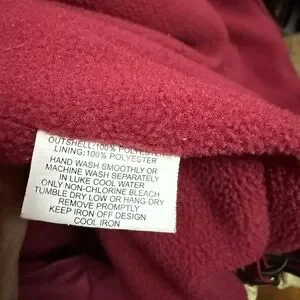 OUTSHELL:100% POLYESTER
LINING:100% POLYESTER
HAND WASH SMOOTHLY OR
MACHINE WASH SEPARATELY
IN LUKE COOL WATER
ONLY NON-CHLORINE BLEACH
TUMBLE DRY LOW OR HANG DRY
REMOVE PROMPTLY
KEEP IRON OFF DESIGN
COOL IRON